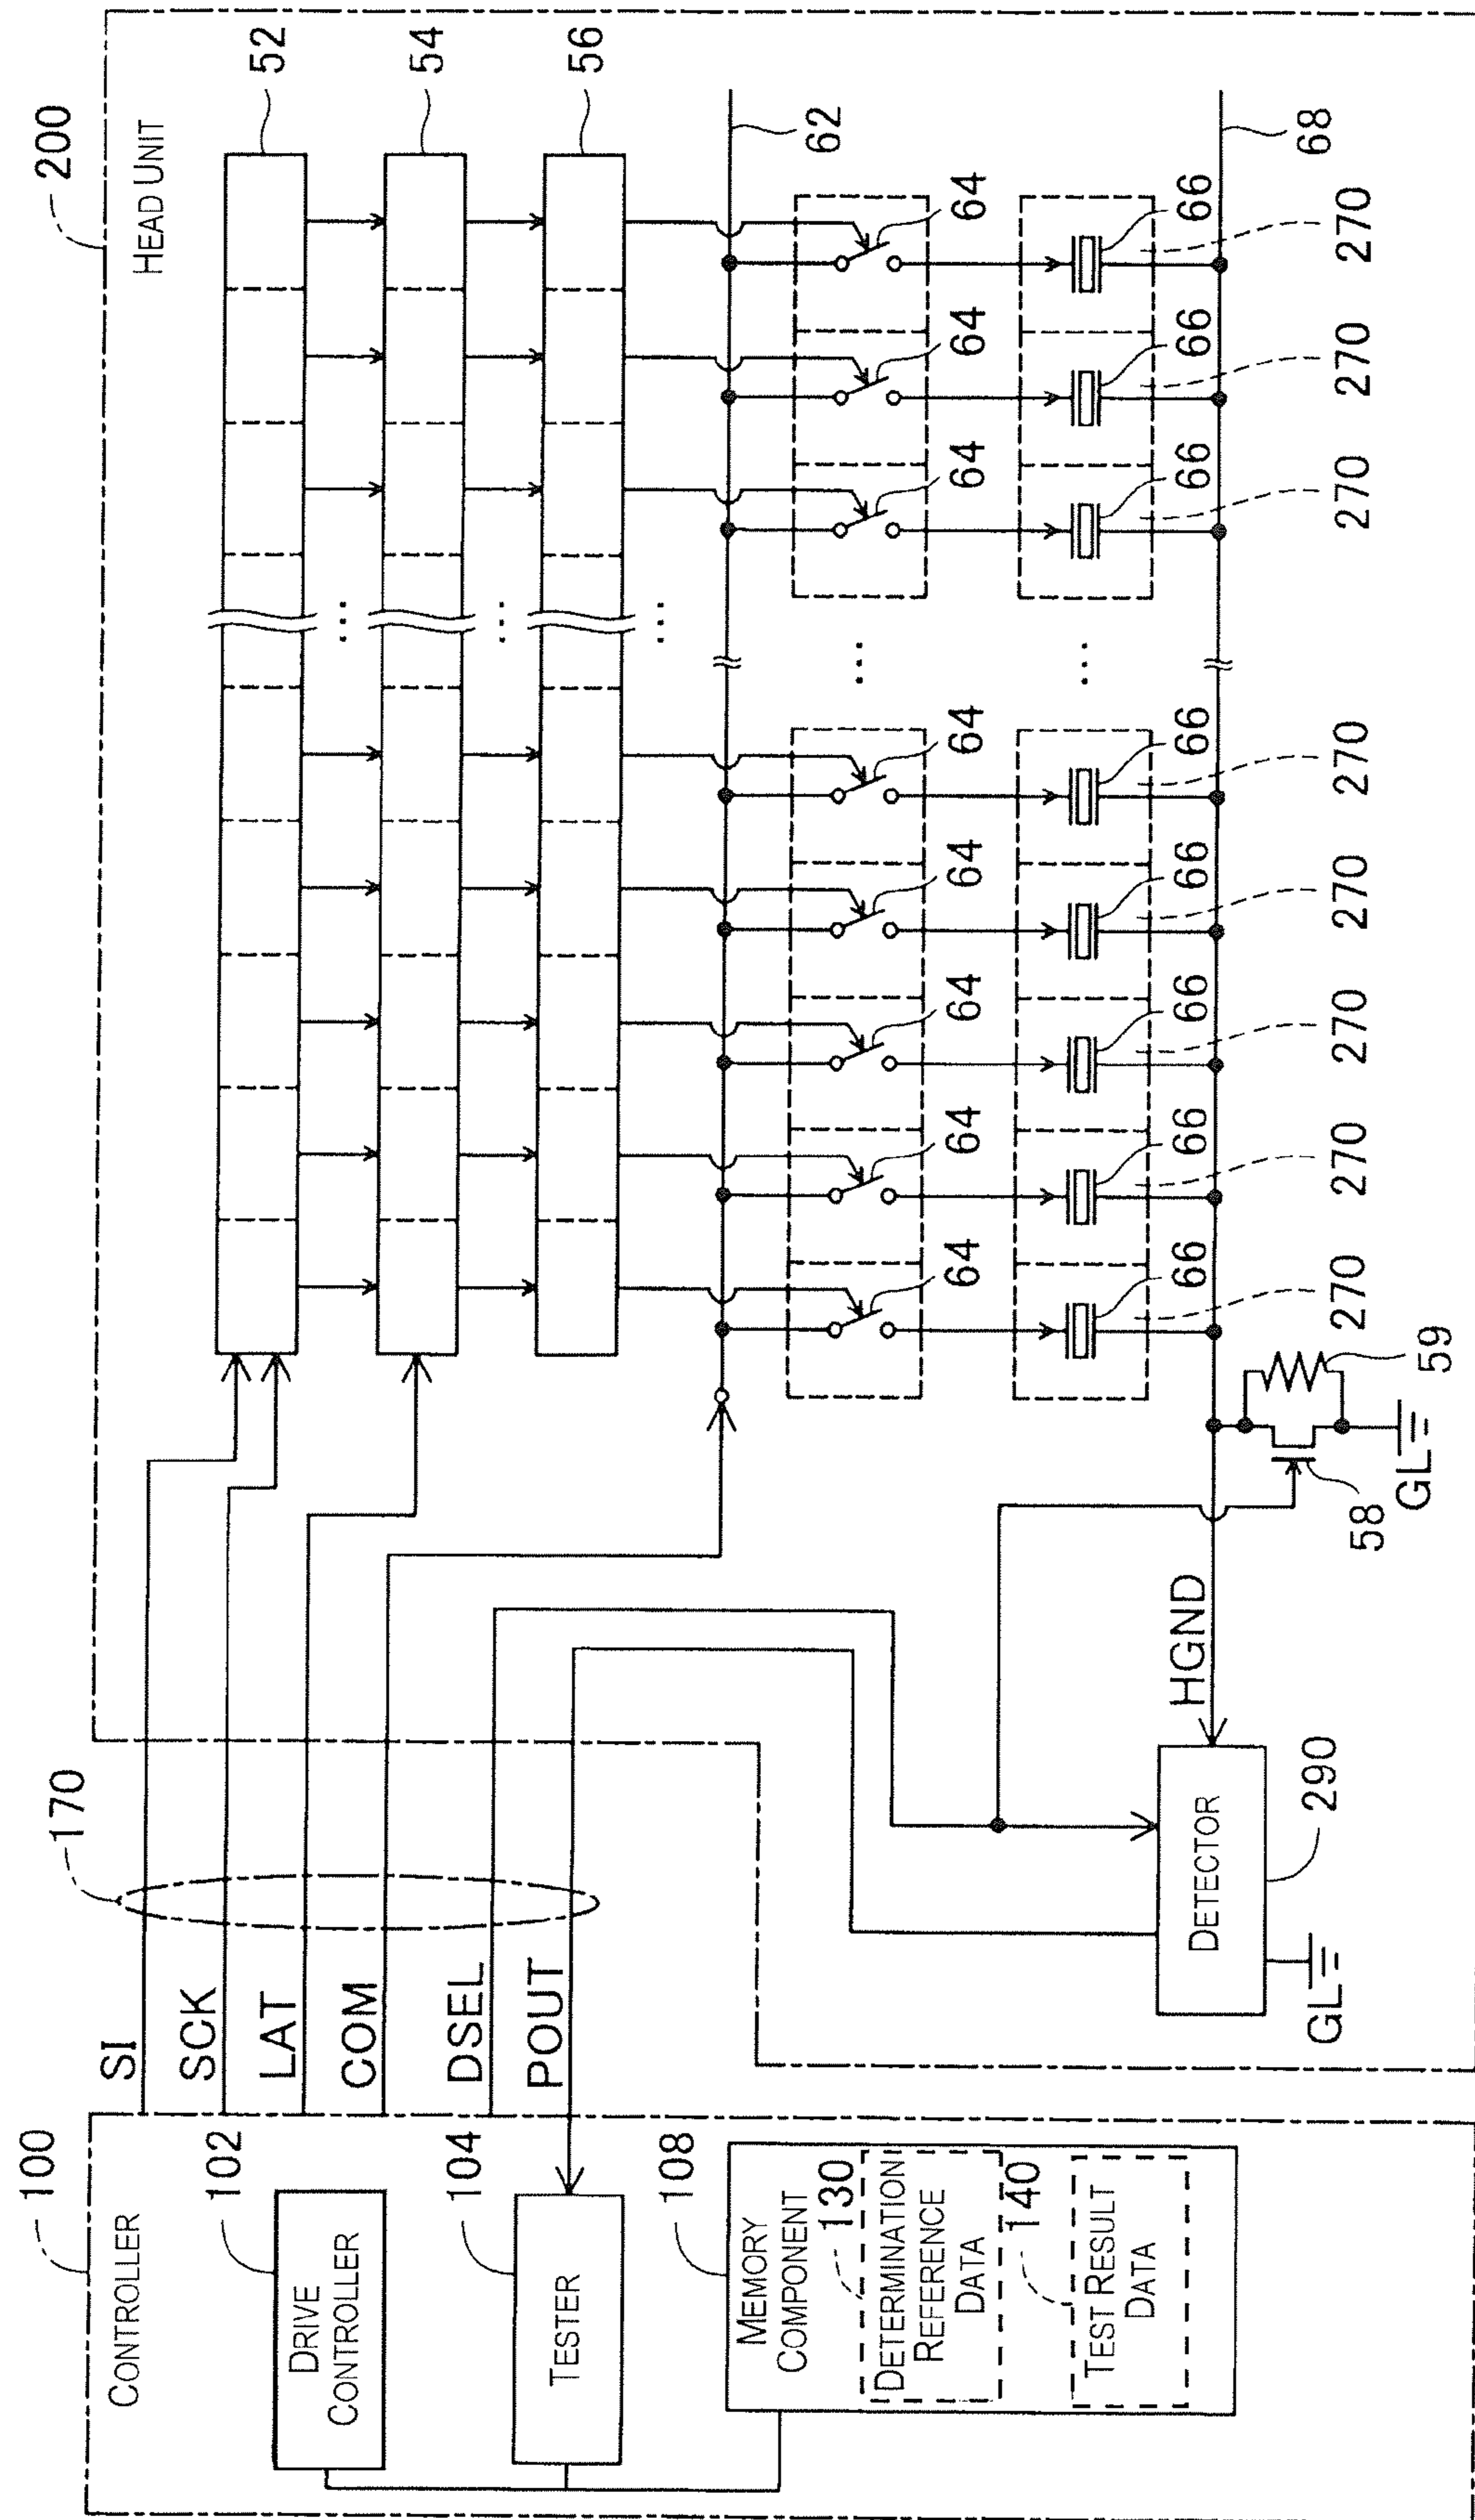 100
CONTROLLER
102
DRIVE
CONTROLLER
104
TESTER
108
MEMORY
COMPONENT
130
DETERMINATION
REFERENCE
DATA
140
TEST RESULT
DATA
170
SI
SCK
LAT
COM
DSEL
POUT
200
HEAD UNIT
52
54
56
62
64
64
64
64
64
64
64
64
66
66
66
66
66
66
66
66
270
270
270
270
270
270
270
270
68
...
...
...
...
...
HGND
58
59
GL
DETECTOR
290
GL